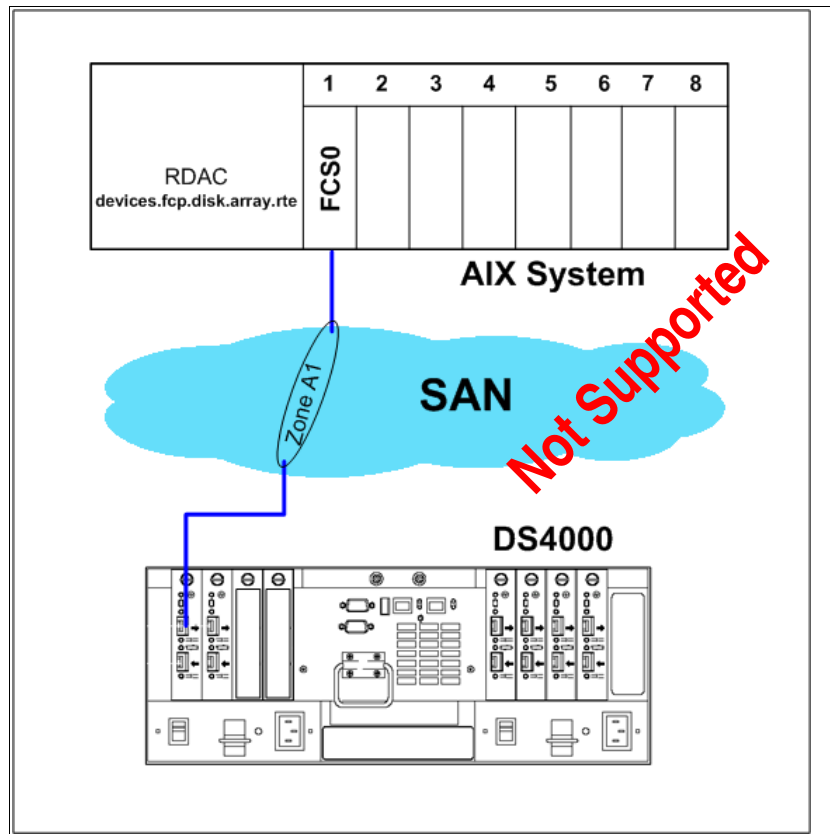 1 2 3 4 5 6 7 8
RDAC
devices.fcp.disk.array.rte
FCS0
AIX System
Not Supported
Zone A1
SAN
DS4000